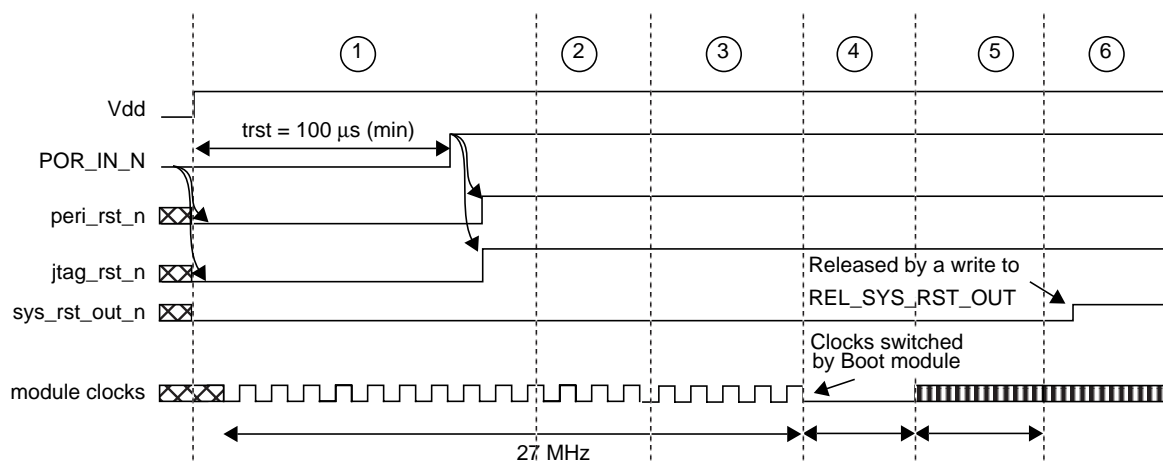 1 2 3 4 5 6
Vdd
trst = 100 μs (min)
POR_IN_N
peri_rst_n
jtag_rst_n
Released by a write to
REL_SYS_RST_OUT
sys_rst_out_n
Clocks switched
by Boot module
module clocks
27 MHz